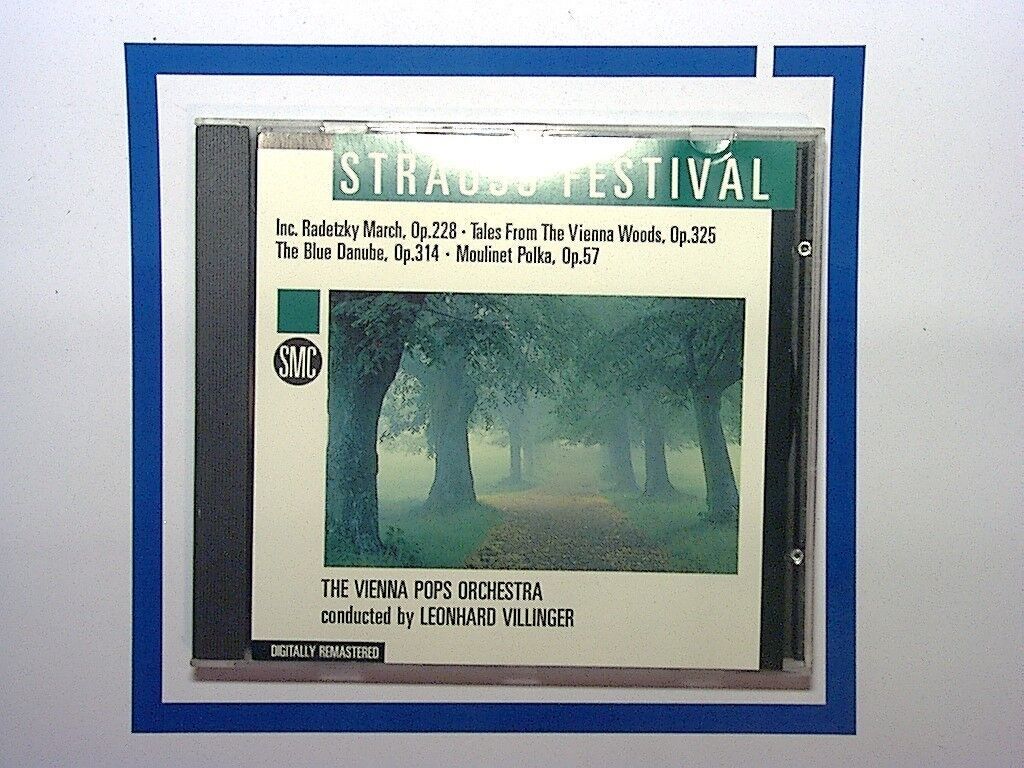 STRAUSS FESTIVAL
Inc. Radetzky March, Op.228 · Tales From The Vienna Woods, Op.325
The Blue Danube, Op.314 · Moulinet Polka, Op.57
SMC
THE VIENNA POPS ORCHESTRA
conducted by LEONHARD VILLINGER
DIGITALLY REMASTERED